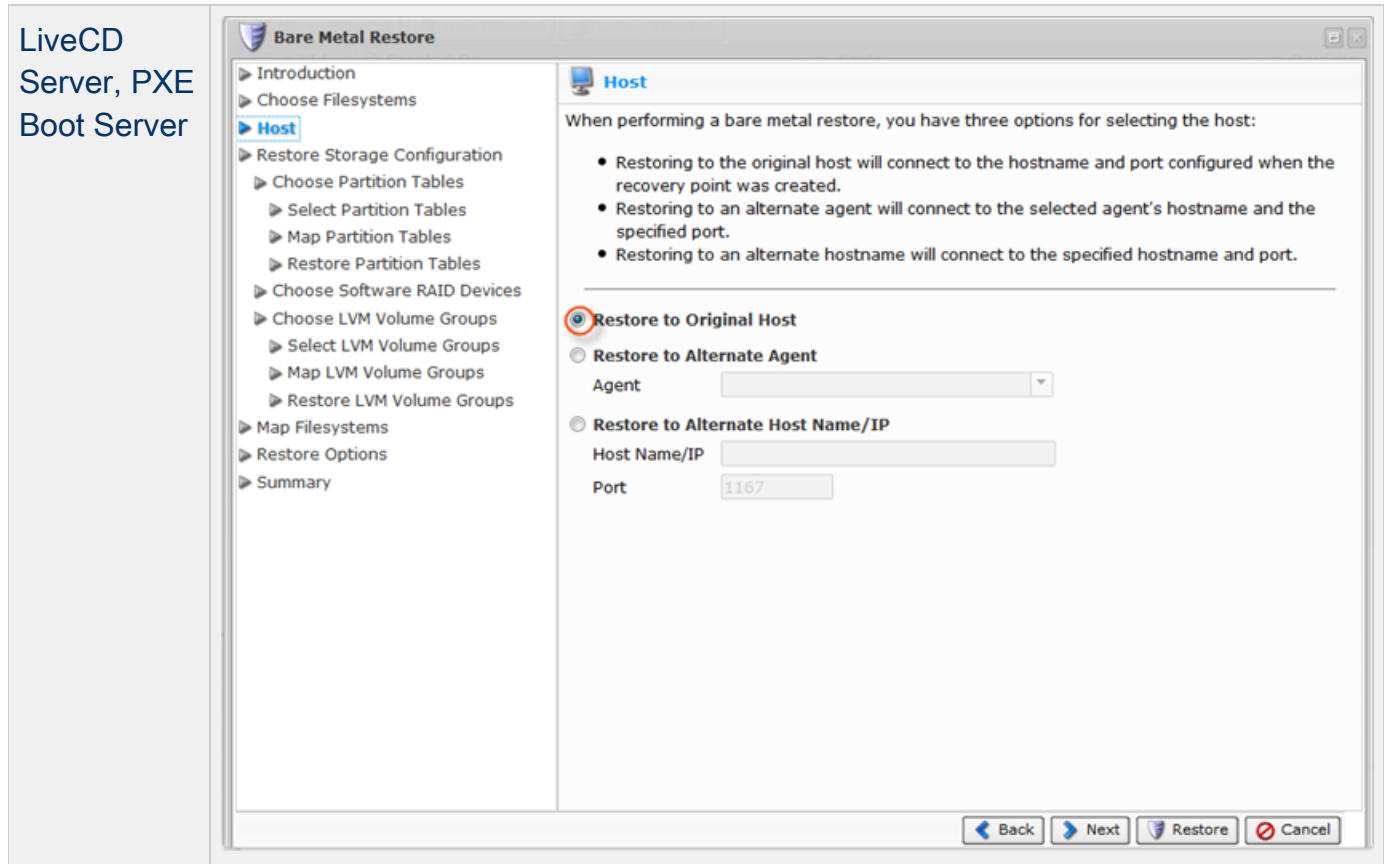 LiveCD
Server, PXE
Boot Server
Bare Metal Restore
Introduction
Choose Filesystems
Host
Restore Storage Configuration
Choose Partition Tables
Select Partition Tables
Map Partition Tables
Restore Partition Tables
Choose Software RAID Devices
Choose LVM Volume Groups
Select LVM Volume Groups
Map LVM Volume Groups
Restore LVM Volume Groups
Map Filesystems
Restore Options
Summary
Host
When performing a bare metal restore, you have three options for selecting the host:
• Restoring to the original host will connect to the hostname and port configured when the
recovery point was created.
• Restoring to an alternate agent will connect to the selected agent's hostname and the
specified port.
• Restoring to an alternate hostname will connect to the specified hostname and port.
Restore to Original Host
Restore to Alternate Agent
Agent
Restore to Alternate Host Name/IP
Host Name/IP
Port 1167
Back Next Restore Cancel